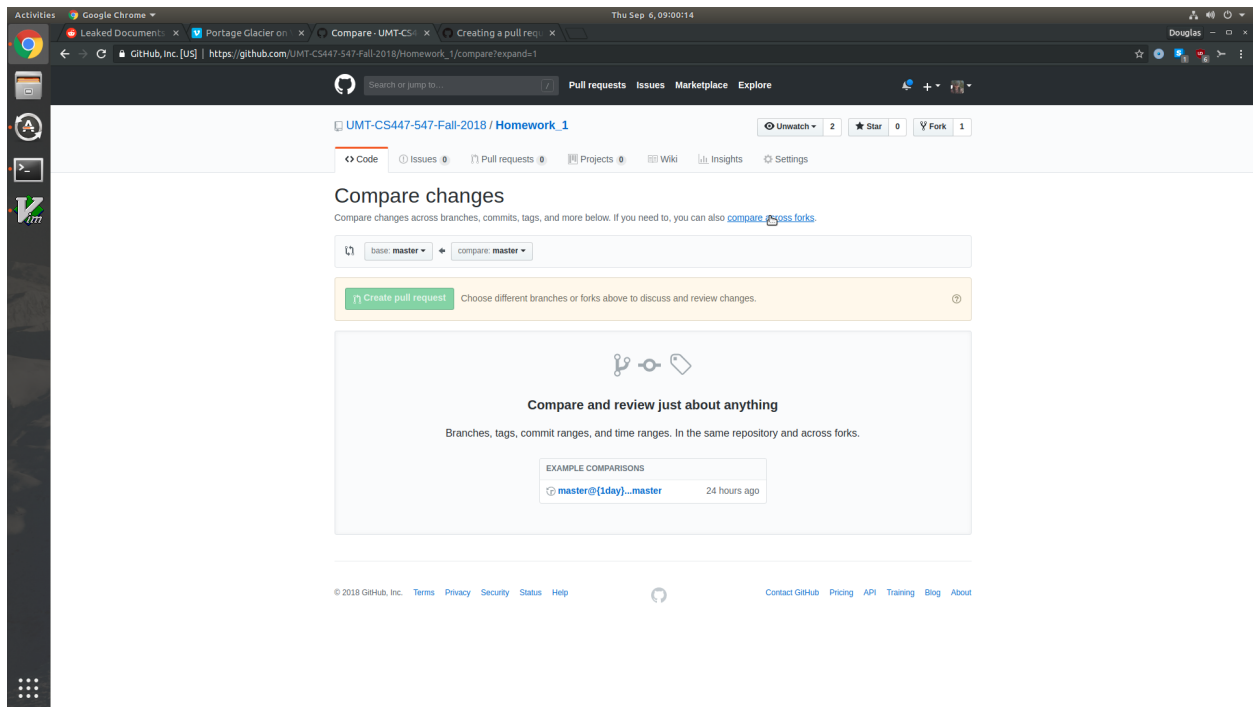 Activities Google Chrome Thu Sep 6, 09:00:14
Leaked Documents Portage Glacier on Compare · UMT-CS4 Creating a pull requ Douglas
GitHub, Inc. [US] | https://github.com/UMT-CS447-547-Fall-2018/Homework_1/compare?expand=1
Search or jump to... / Pull requests Issues Marketplace Explore
UMT-CS447-547-Fall-2018 / Homework_1 Unwatch 2 Star 0 Fork 1
Code Issues 0 Pull requests 0 Projects 0 Wiki Insights Settings
Compare changes
Compare changes across branches, commits, tags, and more below. If you need to, you can also compare across forks.
base: master compare: master
Create pull request Choose different branches or forks above to discuss and review changes.
Compare and review just about anything
Branches, tags, commit ranges, and time ranges. In the same repository and across forks.
EXAMPLE COMPARISONS
master@{1day}...master 24 hours ago
© 2018 GitHub, Inc. Terms Privacy Security Status Help Contact GitHub Pricing API Training Blog About
Vim